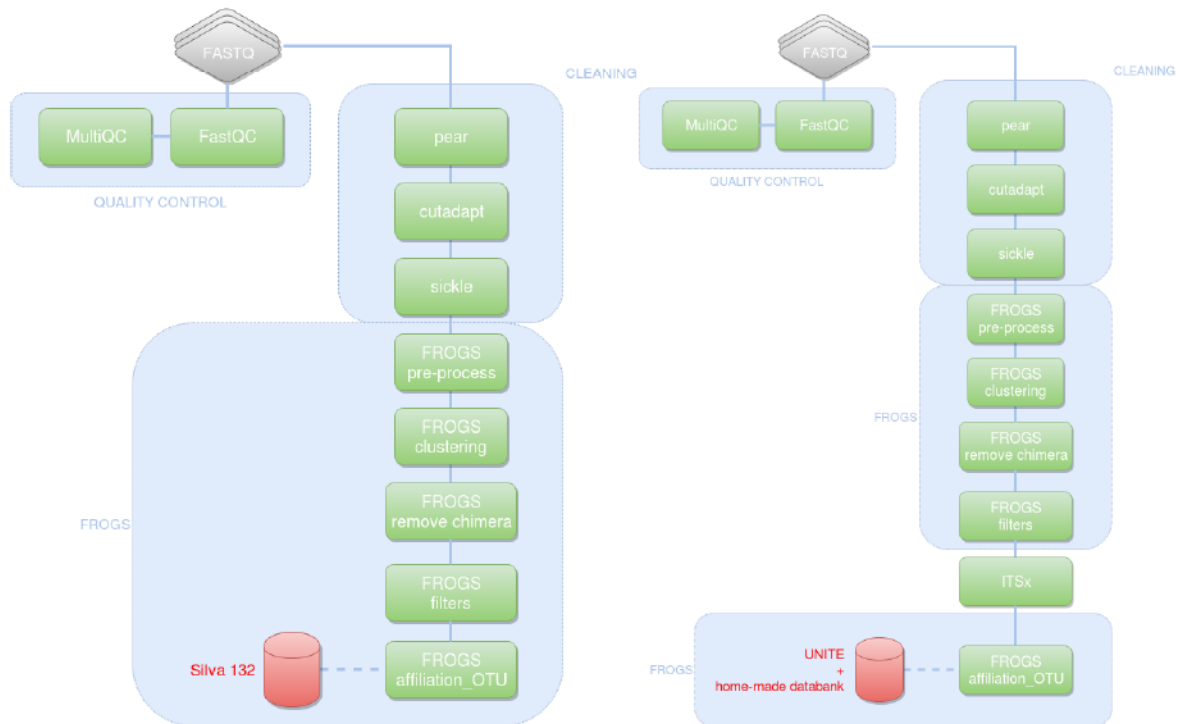 FASTQ
CLEANING
MultiQC
FastQC
QUALITY CONTROL
pear
cutadapt
sickle
FROGS
pre-process
FROGS
clustering
FROGS
remove chimera
FROGS
FROGS
filters
Silva 132
FROGS
affiliation_OTU
FASTQ
CLEANING
MultiQC
FastQC
QUALITY CONTROL
pear
cutadapt
sickle
FROGS
pre-process
FROGS
clustering
FROGS
FROGS
remove chimera
FROGS
filters
ITSx
FROGS
UNITE
+
home-made databank
FROGS
affiliation_OTU